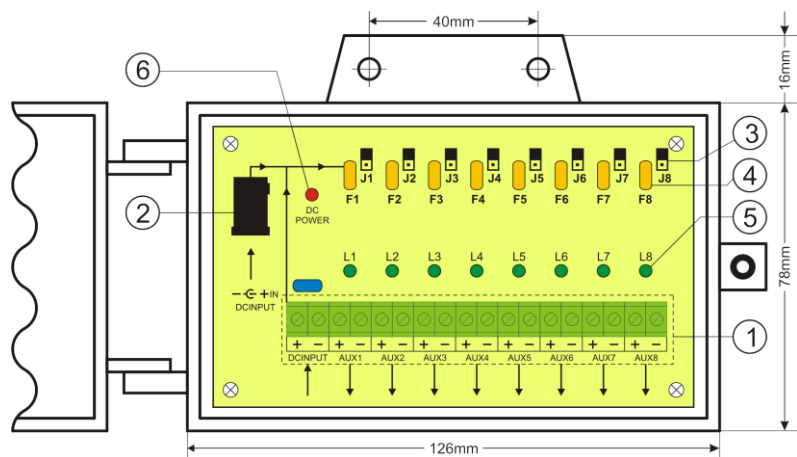 40mm
16mm
6
3
J1 J2 J3 J4 J5 J6 J7 J8
4
2
F1 F2 F3 F4 F5 F6 F7 F8
DC
POWER
5
L1 L2 L3 L4 L5 L6 L7 L8
78mm
− + IN
DCINPUT
1
+ − + − + − + − + − + − + − + − + −
DCINPUT AUX1 AUX2 AUX3 AUX4 AUX5 AUX6 AUX7 AUX8
126mm